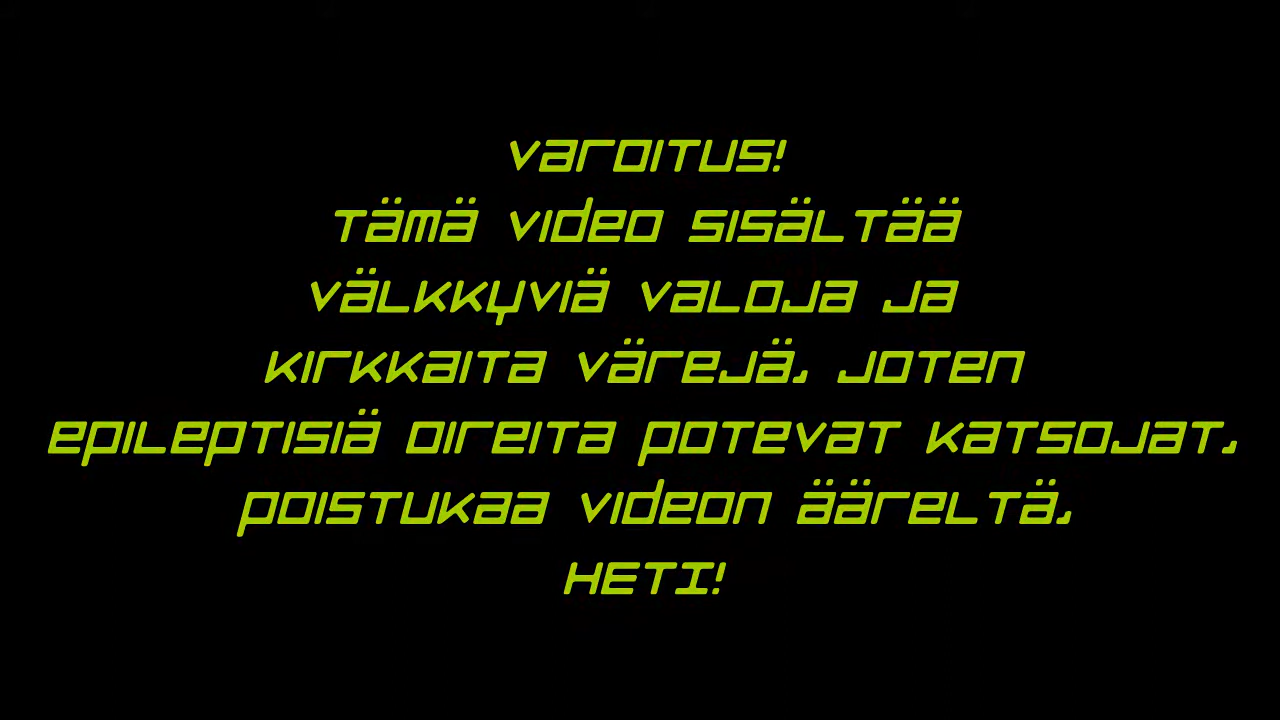 Varoitus!
Tämä video sisältää
välkkyviä valoja ja
kirkkaita värejä, joten
epileptisiä oireita potevat katsojat,
poistukaa videon ääreltä,
HETI!